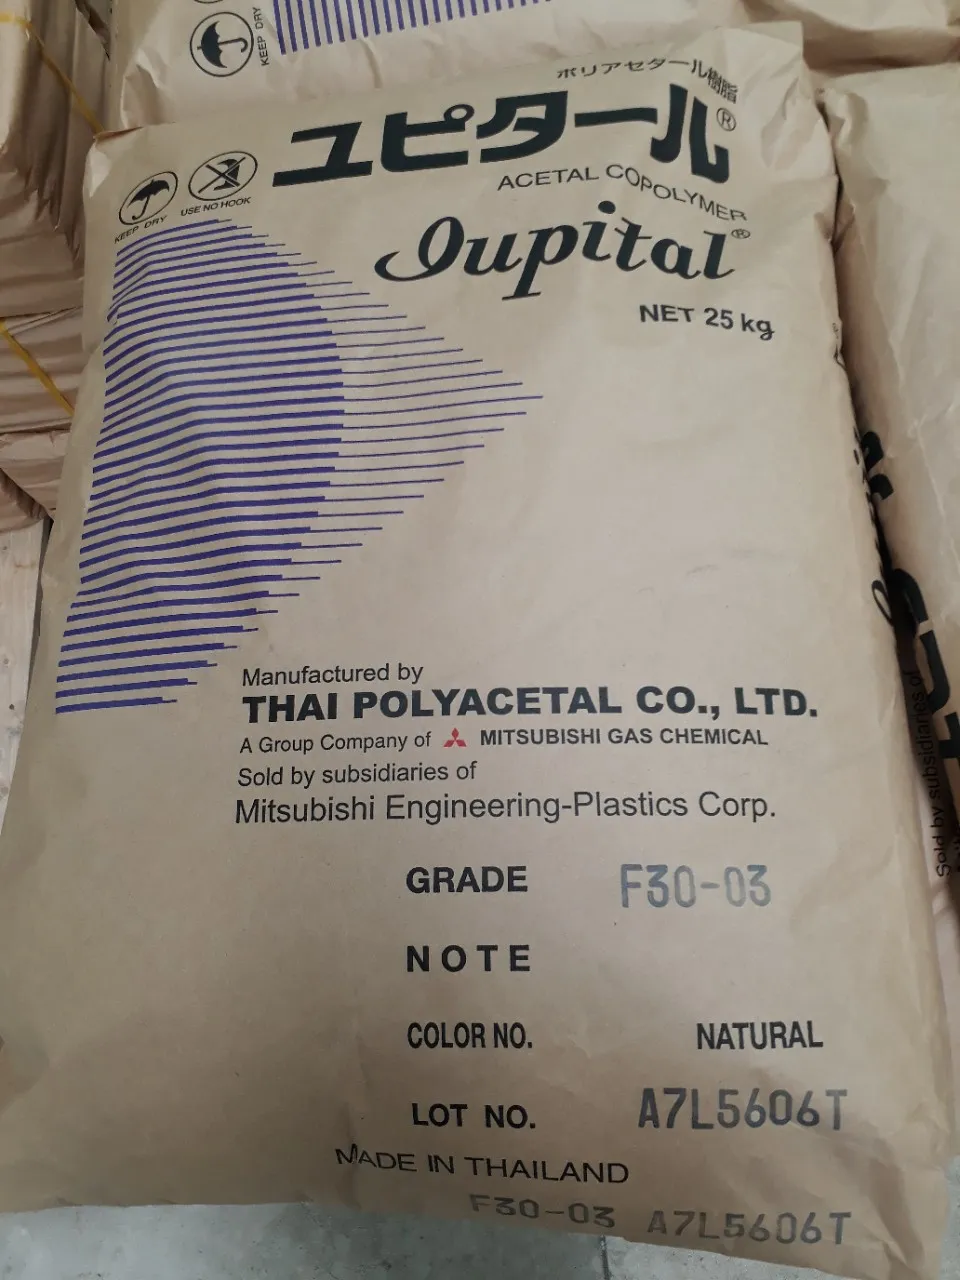 KEEP DRY
ポリアセタール樹脂
ユピタール®
ACETAL COPOLYMER
KEEP DRY
USE NO HOOK
Iupital®
NET 25 kg
Manufactured by
THAI POLYACETAL CO., LTD.
A Group Company of MITSUBISHI GAS CHEMICAL
Sold by subsidiaries of
Mitsubishi Engineering-Plastics Corp.
GRADE F30-03
NOTE
COLOR NO. NATURAL
LOT NO. A7L5606T
MADE IN THAILAND
F30-03 A7L5606T
Sold by subsidiaries of